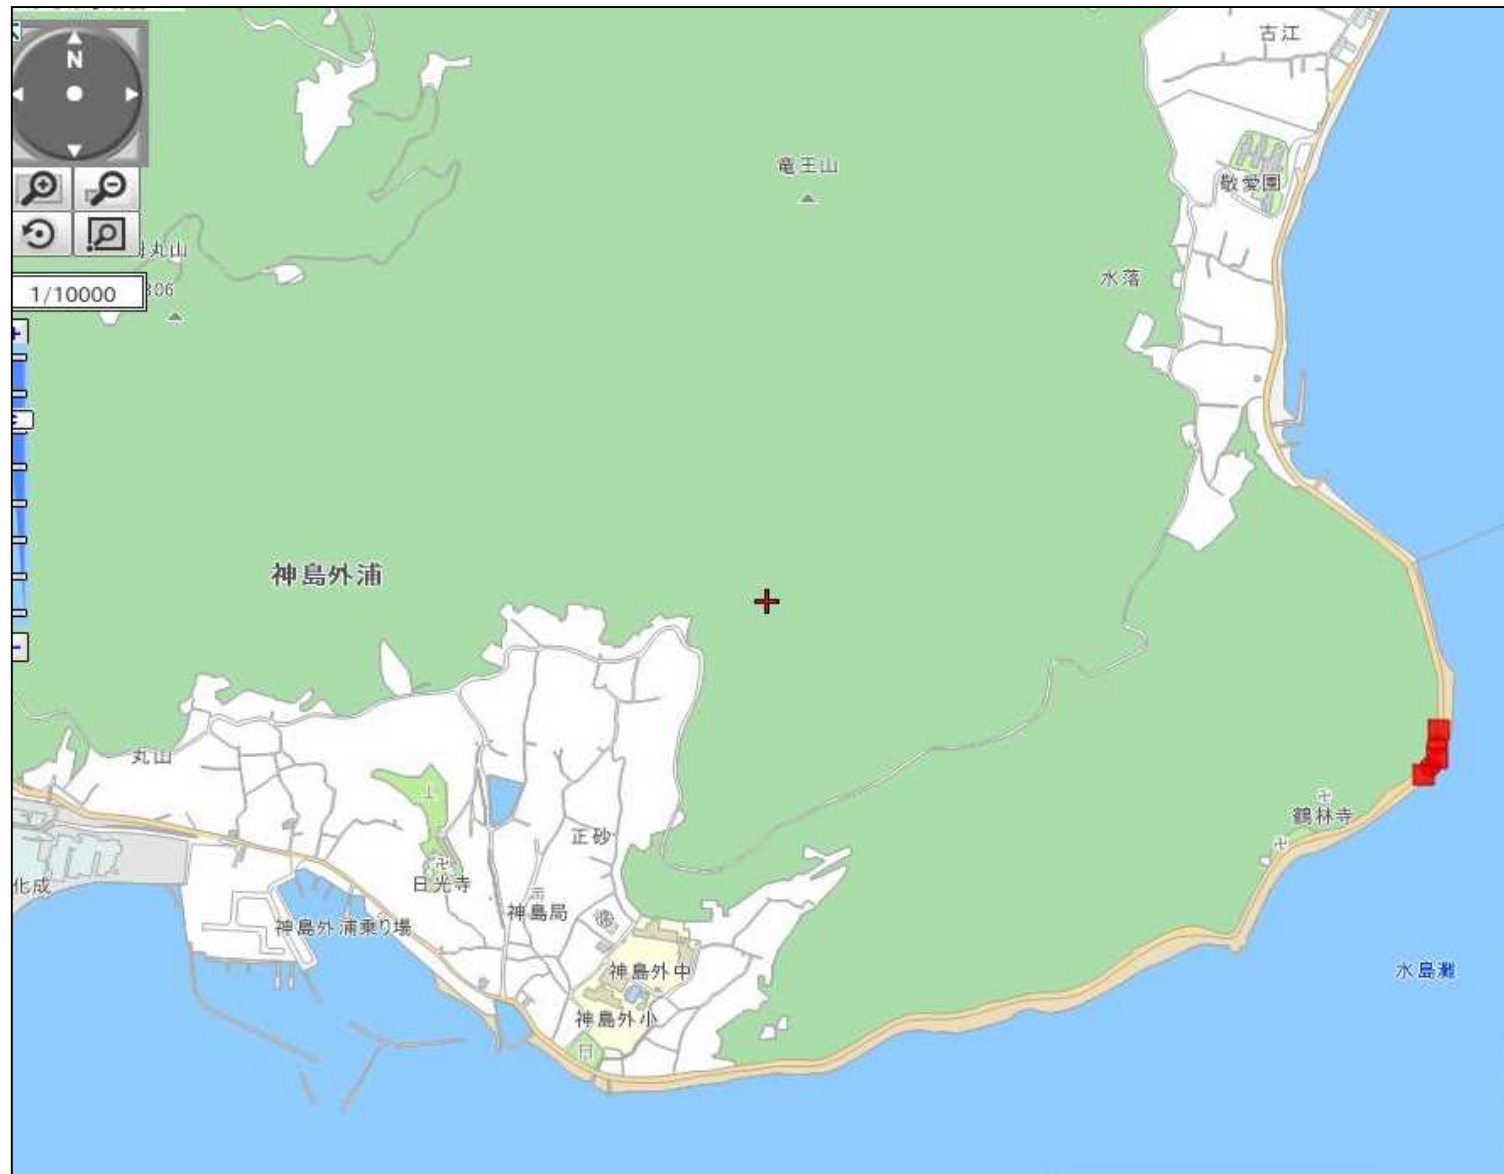 古江
N
竜王山
敬愛園
丸山
水落
1/10000
306
神島外浦
丸山
鶴林寺
正砂
日光寺
化成
神島局
神島外浦乗り場
神島外中
水島灘
神島外小